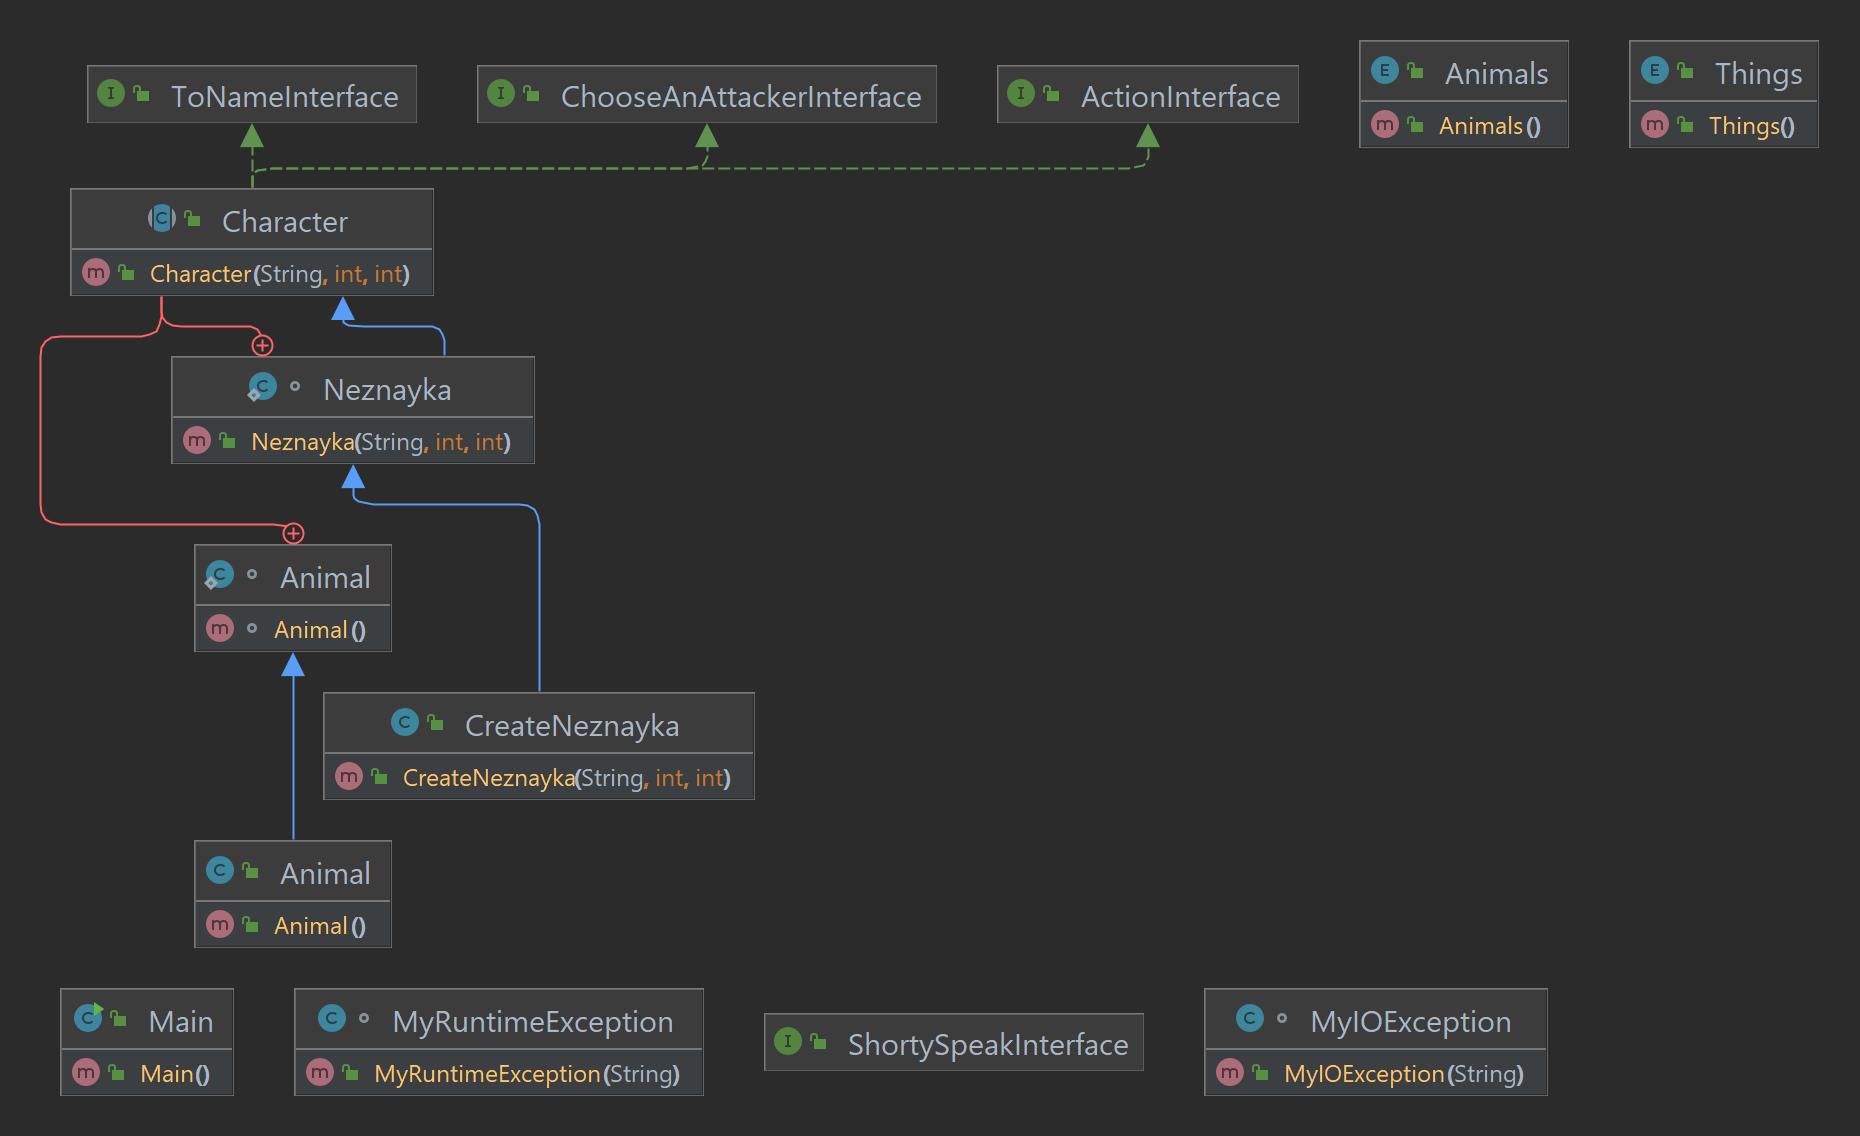 I ToNameInterface
I ChooseAnAttackerInterface
I ActionInterface
E Animals
m Animals()
E Things
m Things()
C Character
m Character(String, int, int)
C Neznayka
m Neznayka(String, int, int)
C Animal
m Animal()
C CreateNeznayka
m CreateNeznayka(String, int, int)
C Animal
m Animal()
C Main
m Main()
C MyRuntimeException
m MyRuntimeException(String)
I ShortySpeakInterface
C MyIOException
m MyIOException(String)